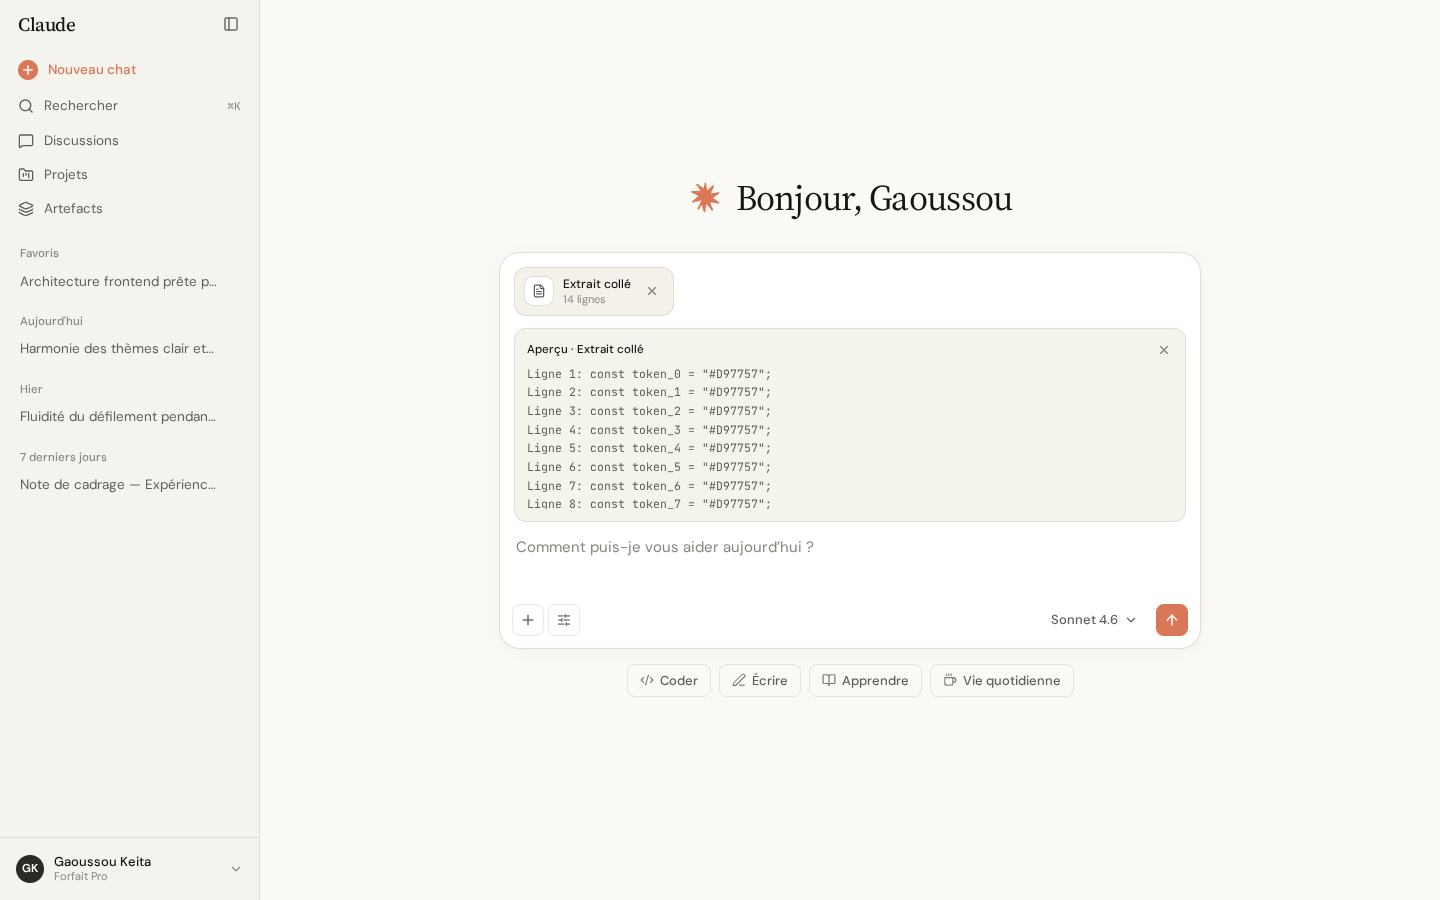 Claude
Nouveau chat
Rechercher ⌘K
Discussions
Projets
Artefacts
Favoris
Architecture frontend prête p...
Aujourd'hui
Harmonie des thèmes clair et...
Hier
Fluidité du défilement pendan...
7 derniers jours
Note de cadrage — Expérienc...
GK
Gaoussou Keita
Forfait Pro
Bonjour, Gaoussou
Extrait collé
14 lignes
Aperçu · Extrait collé
Ligne 1: const token_0 = "#D97757";
Ligne 2: const token_1 = "#D97757";
Ligne 3: const token_2 = "#D97757";
Ligne 4: const token_3 = "#D97757";
Ligne 5: const token_4 = "#D97757";
Ligne 6: const token_5 = "#D97757";
Ligne 7: const token_6 = "#D97757";
Ligne 8: const token_7 = "#D97757";
Comment puis-je vous aider aujourd’hui ?
Sonnet 4.6
Coder
Écrire
Apprendre
Vie quotidienne